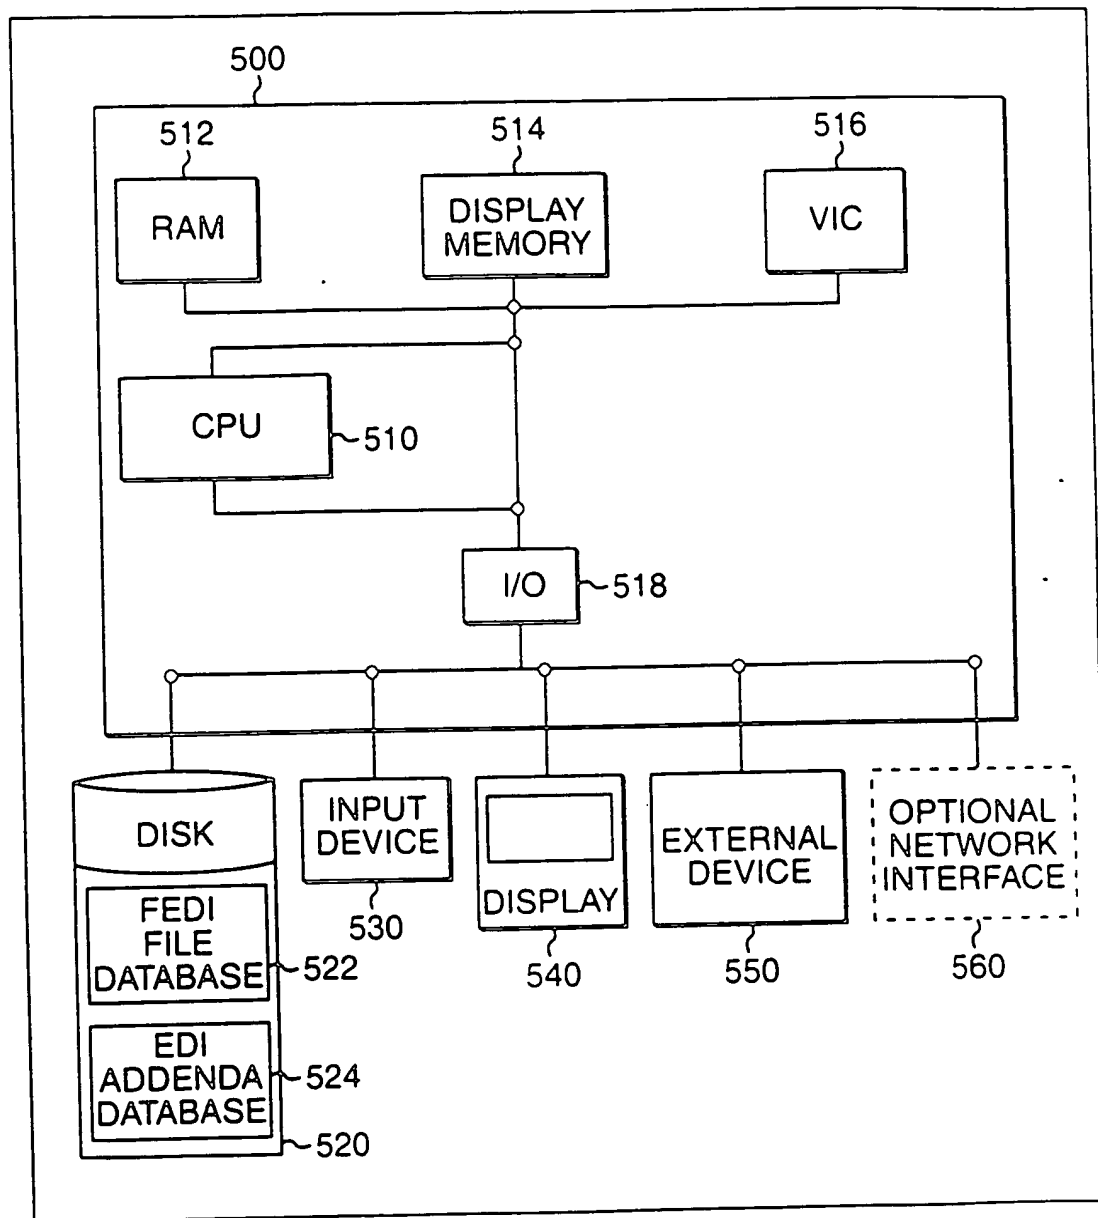 500
512
514
516
RAM
DISPLAY
MEMORY
VIC
CPU
510
I/O
518
DISK
FEDI
FILE
DATABASE
522
EDI
ADDENDA
DATABASE
524
520
INPUT
DEVICE
530
DISPLAY
540
EXTERNAL
DEVICE
550
OPTIONAL
NETWORK
INTERFACE
560